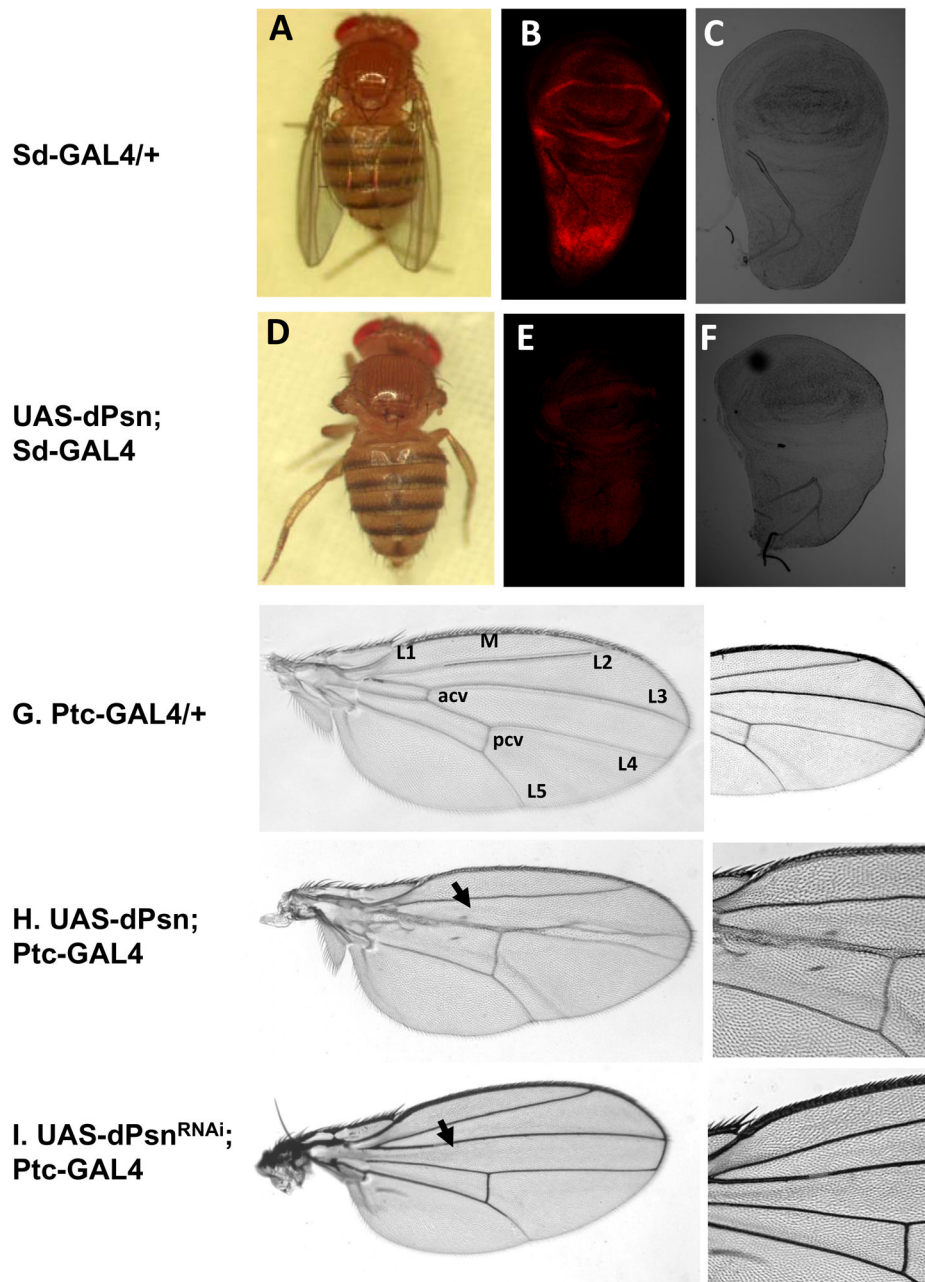 A
B
C
Sd-GAL4/+
D
E
F
UAS-dPsn;
Sd-GAL4
L1
M
L2
G. Ptc-GAL4/+
acv
L3
pcv
L4
L5
H. UAS-dPsn;
Ptc-GAL4
I. UAS-dPsnRNAi;
Ptc-GAL4